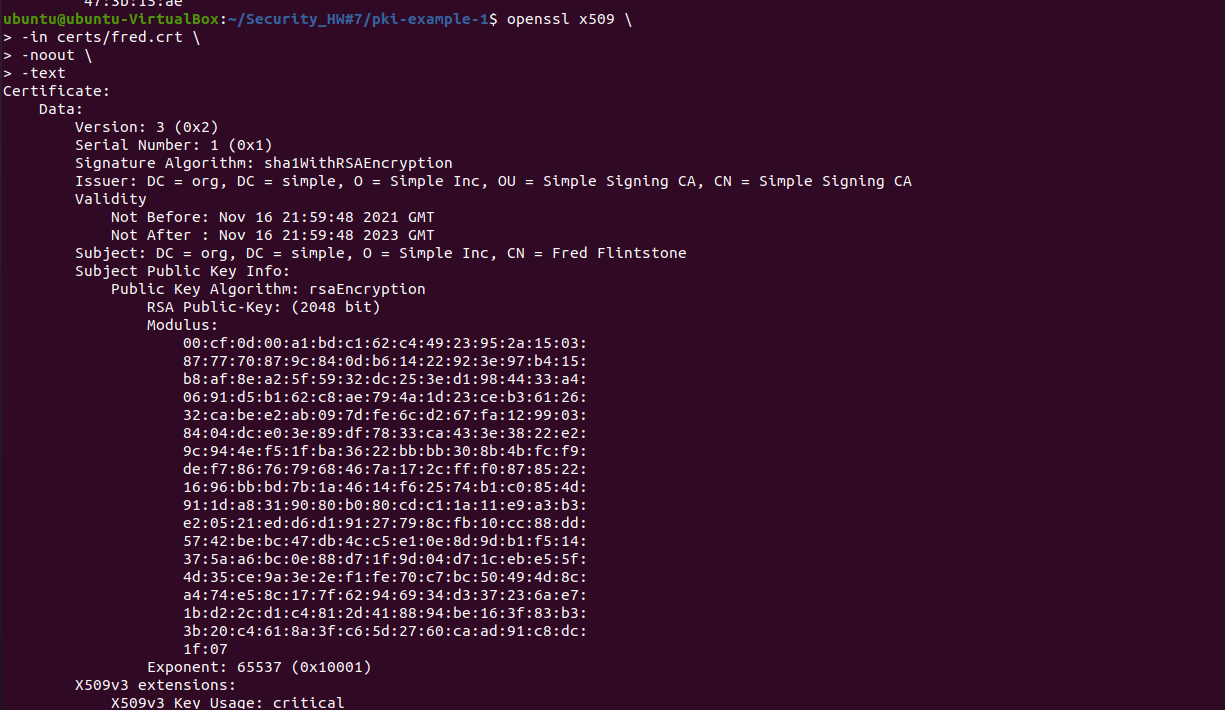 47:3b:15:ae
ubuntu@ubuntu-VirtualBox:~/Security_HW#7/pki-example-1$ openssl x509 \
> -in certs/fred.crt \
> -noout \
> -text
Certificate:
    Data:
        Version: 3 (0x2)
        Serial Number: 1 (0x1)
        Signature Algorithm: sha1WithRSAEncryption
        Issuer: DC = org, DC = simple, O = Simple Inc, OU = Simple Signing CA, CN = Simple Signing CA
        Validity
            Not Before: Nov 16 21:59:48 2021 GMT
            Not After : Nov 16 21:59:48 2023 GMT
        Subject: DC = org, DC = simple, O = Simple Inc, CN = Fred Flintstone
        Subject Public Key Info:
            Public Key Algorithm: rsaEncryption
                RSA Public-Key: (2048 bit)
                Modulus:
                    00:cf:0d:00:a1:bd:c1:62:c4:49:23:95:2a:15:03:
                    87:77:70:87:9c:84:0d:b6:14:22:92:3e:97:b4:15:
                    b8:af:8e:a2:5f:59:32:dc:25:3e:d1:98:44:33:a4:
                    06:91:d5:b1:62:c8:ae:79:4a:1d:23:ce:b3:61:26:
                    32:ca:be:e2:ab:09:7d:fe:6c:d2:67:fa:12:99:03:
                    84:04:dc:e0:3e:89:df:78:33:ca:43:3e:38:22:e2:
                    9c:94:4e:f5:1f:ba:36:22:bb:bb:30:8b:4b:fc:f9:
                    de:f7:86:76:79:68:46:7a:17:2c:ff:f0:87:85:22:
                    16:96:bb:bd:7b:1a:46:14:f6:25:74:b1:c0:85:4d:
                    91:1d:a8:31:90:80:b0:80:cd:c1:1a:11:e9:a3:b3:
                    e2:05:21:ed:d6:d1:91:27:79:8c:fb:10:cc:88:dd:
                    57:42:be:bc:47:db:4c:c5:e1:0e:8d:9d:b1:f5:14:
                    37:5a:a6:bc:0e:88:d7:1f:9d:04:d7:1c:eb:e5:5f:
                    4d:35:ce:9a:3e:2e:f1:fe:70:c7:bc:50:49:4d:8c:
                    a4:74:e5:8c:17:7f:62:94:69:34:d3:37:23:6a:e7:
                    1b:d2:2c:d1:c4:81:2d:41:88:94:be:16:3f:83:b3:
                    3b:20:c4:61:8a:3f:c6:5d:27:60:ca:ad:91:c8:dc:
                    1f:07
                Exponent: 65537 (0x10001)
        X509v3 extensions:
            X509v3 Key Usage: critical